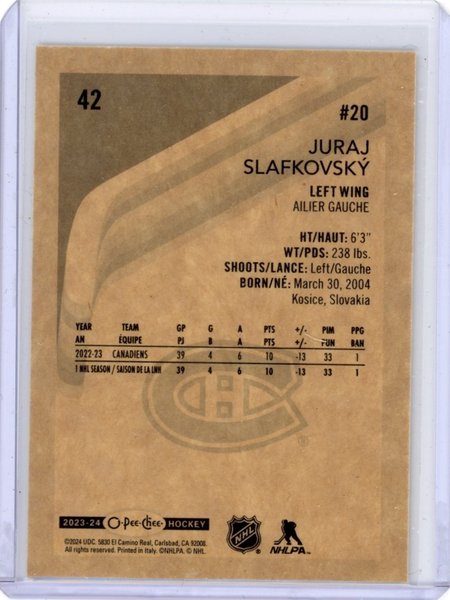 42
#20
JURAJ
SLAFKOVSKÝ
LEFT WING
AILIER GAUCHE
HT/HAUT: 6'3"
WT/PDS: 238 lbs.
SHOOTS/LANCE: Left/Gauche
BORN/NÉ: March 30, 2004
Kosice, Slovakia
YEAR TEAM GP G A PTS +/- PIM PPG
AN ÉQUIPE PJ B A PTS +/- PUN BAN
2022-23 CANADIENS 39 4 6 10 -13 33 1
1 NHL SEASON / SAISON DE LA LNH 39 4 6 10 -13 33 1
®
2023-24 O-Pee-Chee HOCKEY
©2024 UDC. 5830 El Camino Real, Carlsbad, CA 92008.
All rights reserved. Printed in Italy. ©NHLPA. © NHL.
NHL
NHLPA